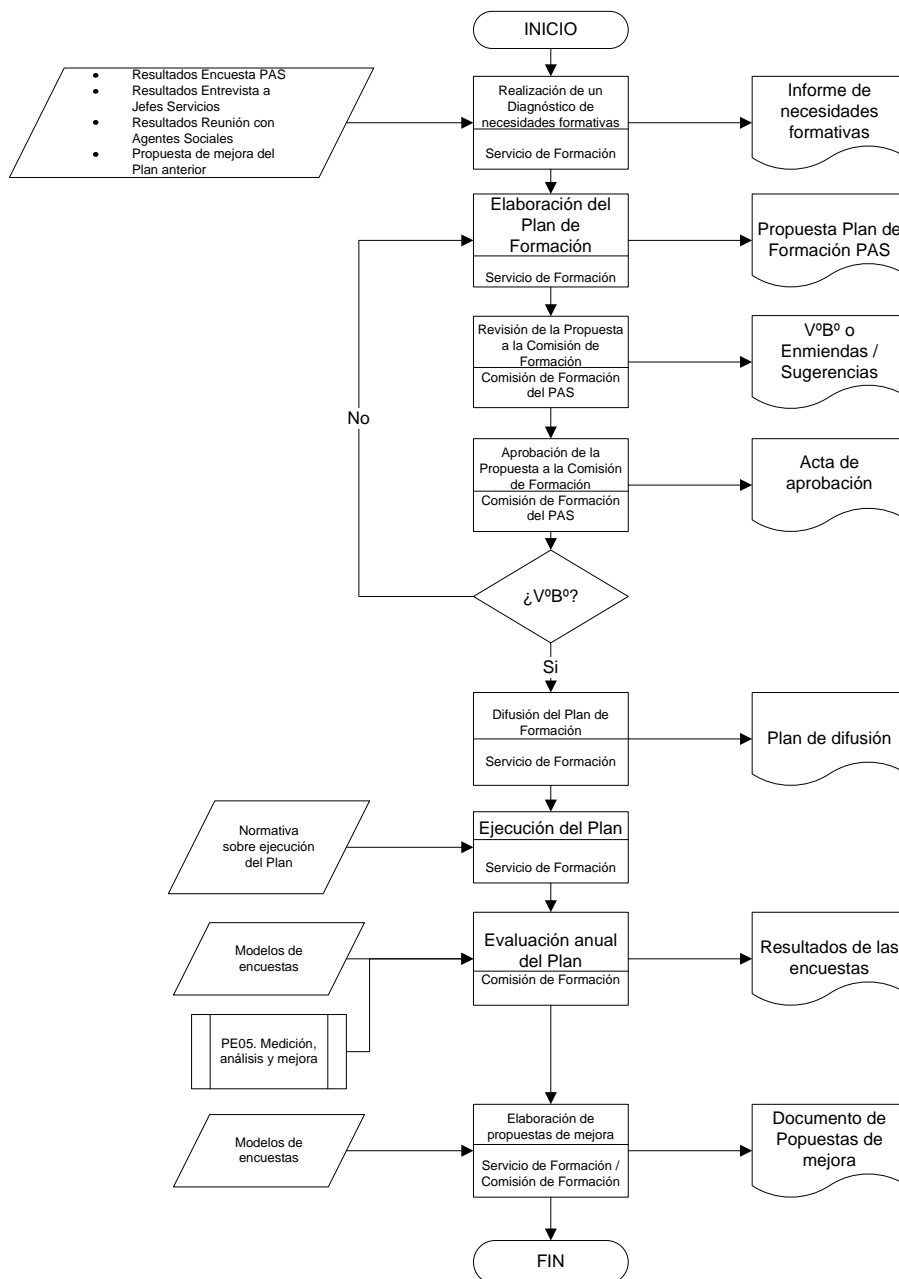 INICIO
• Resultados Encuesta PAS
• Resultados Entrevista a
Jefes Servicios
• Resultados Reunión con
Agentes Sociales
• Propuesta de mejora del
Plan anterior
Realización de un
Diagnóstico de
necesidades formativas
Servicio de Formación
Informe de
necesidades
formativas
Elaboración del
Plan de
Formación
Servicio de Formación
Propuesta Plan de
Formación PAS
Revisión de la Propuesta
a la Comisión de
Formación
Comisión de Formación
del PAS
VºBº o
Enmiendas /
Sugerencias
No
Aprobación de la
Propuesta a la Comisión
de Formación
Comisión de Formación
del PAS
Acta de
aprobación
¿VºBº?
Si
Difusión del Plan de
Formación
Servicio de Formación
Plan de difusión
Normativa
sobre ejecución
del Plan
Ejecución del Plan
Servicio de Formación
Modelos de
encuestas
Evaluación anual
del Plan
Comisión de Formación
Resultados de las
encuestas
PE05. Medición,
análisis y mejora
Modelos de
encuestas
Elaboración de
propuestas de mejora
Servicio de Formación /
Comisión de Formación
Documento de
Popuestas de
mejora
FIN